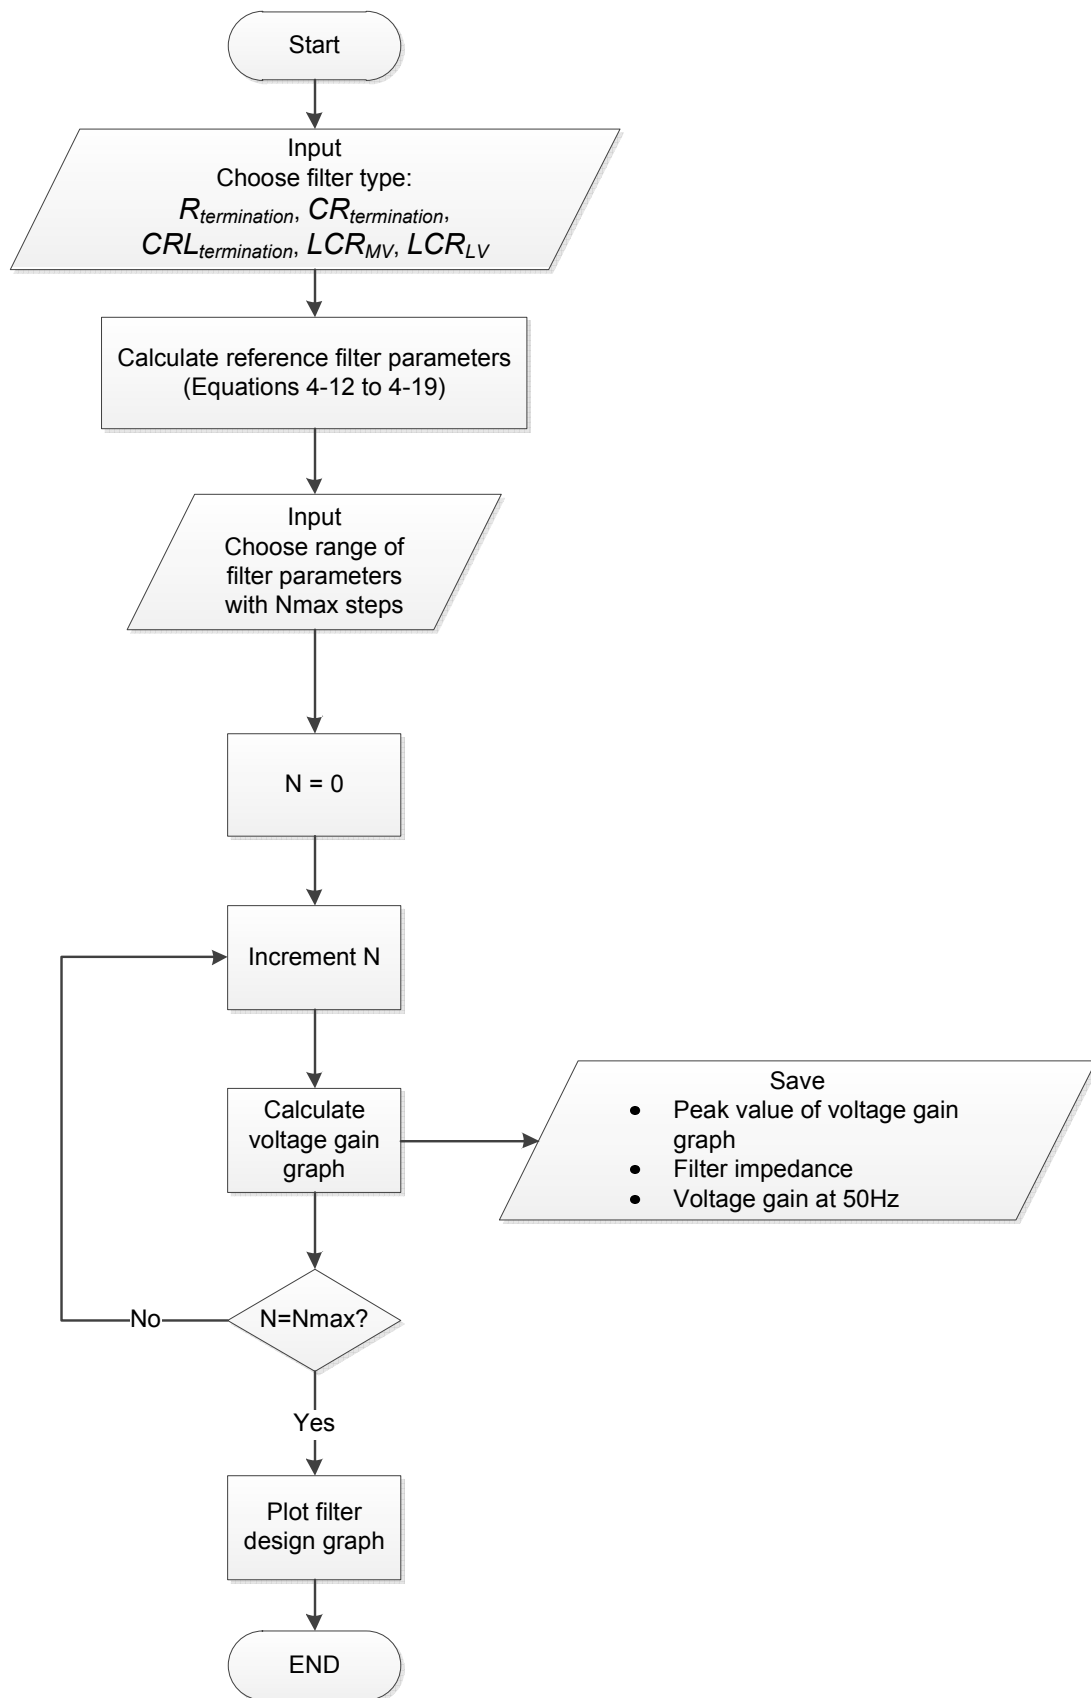 Start
Input
Choose filter type:
Rtermination, CRtermination,
CRLtermination, LCRMV, LCRLV
Calculate reference filter parameters
(Equations 4-12 to 4-19)
Input
Choose range of
filter parameters
with Nmax steps
N = 0
Increment N
Calculate
voltage gain
graph
Save
• Peak value of voltage gain
graph
• Filter impedance
• Voltage gain at 50Hz
N=Nmax?
No
Yes
Plot filter
design graph
END